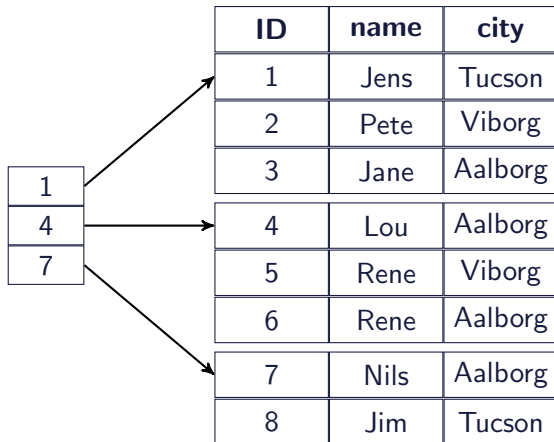 ID name city
1 Jens Tucson
2 Pete Viborg
3 Jane Aalborg
1
4
7
4 Lou Aalborg
5 Rene Viborg
6 Rene Aalborg
7 Nils Aalborg
8 Jim Tucson